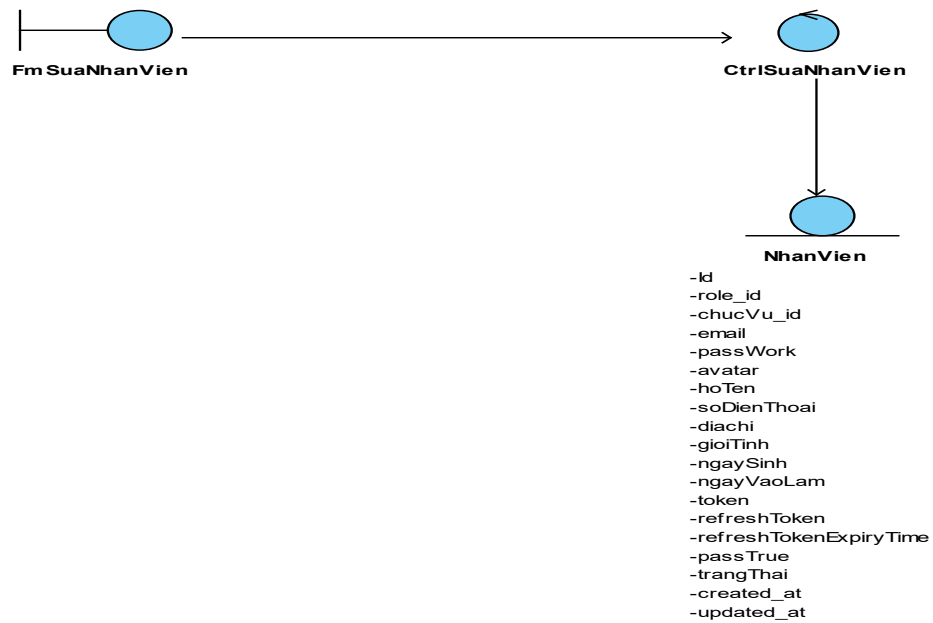 FmSuaNhanVien
CtrlSuaNhanVien
NhanVien
-Id
-role_id
-chucVu_id
-email
-passWork
-avatar
-hoTen
-soDienThoai
-diachi
-gioiTinh
-ngaySinh
-ngayVaoLam
-token
-refreshToken
-refreshTokenExpiryTime
-passTrue
-trangThai
-created_at
-updated_at